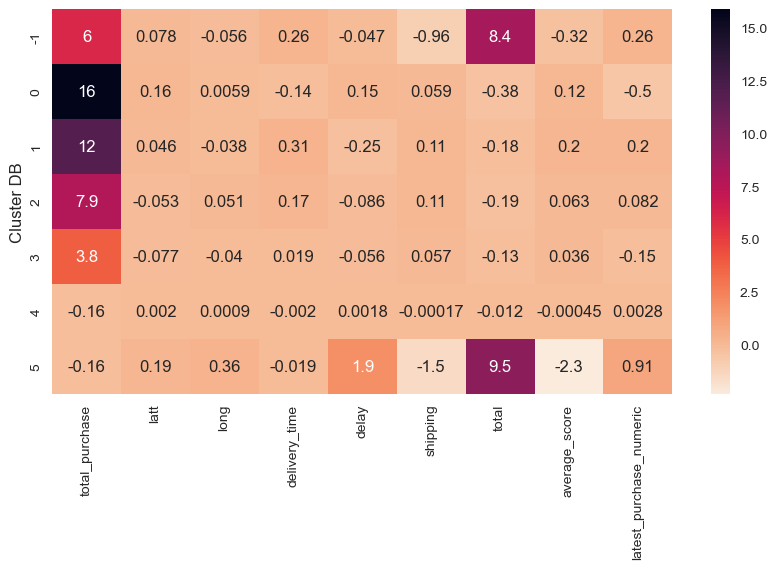 -1 6 0.078 -0.056 0.26 -0.047 -0.96 8.4 -0.32 0.26
0 16 0.16 0.0059 -0.14 0.15 0.059 -0.38 0.12 -0.5
1 12 0.046 -0.038 0.31 -0.25 0.11 -0.18 0.2 0.2
2 7.9 -0.053 0.051 0.17 -0.086 0.11 -0.19 0.063 0.082
3 3.8 -0.077 -0.04 0.019 -0.056 0.057 -0.13 0.036 -0.15
4 -0.16 0.002 0.0009 -0.002 0.0018 -0.00017 -0.012 -0.00045 0.0028
5 -0.16 0.19 0.36 -0.019 1.9 -1.5 9.5 -2.3 0.91
Cluster DB
total_purchase
latt
long
delivery_time
delay
shipping
total
average_score
latest_purchase_numeric
15.0
12.5
10.0
7.5
5.0
2.5
0.0